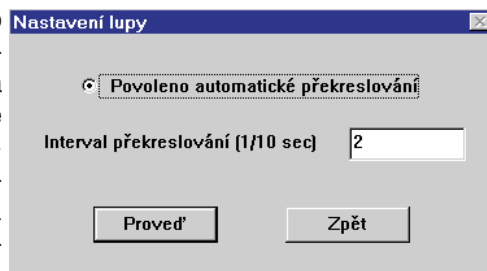 Nastavení lupy
Povoleno automatické překreslování
Interval překreslování (1/10 sec) 2
Proveď Zpět